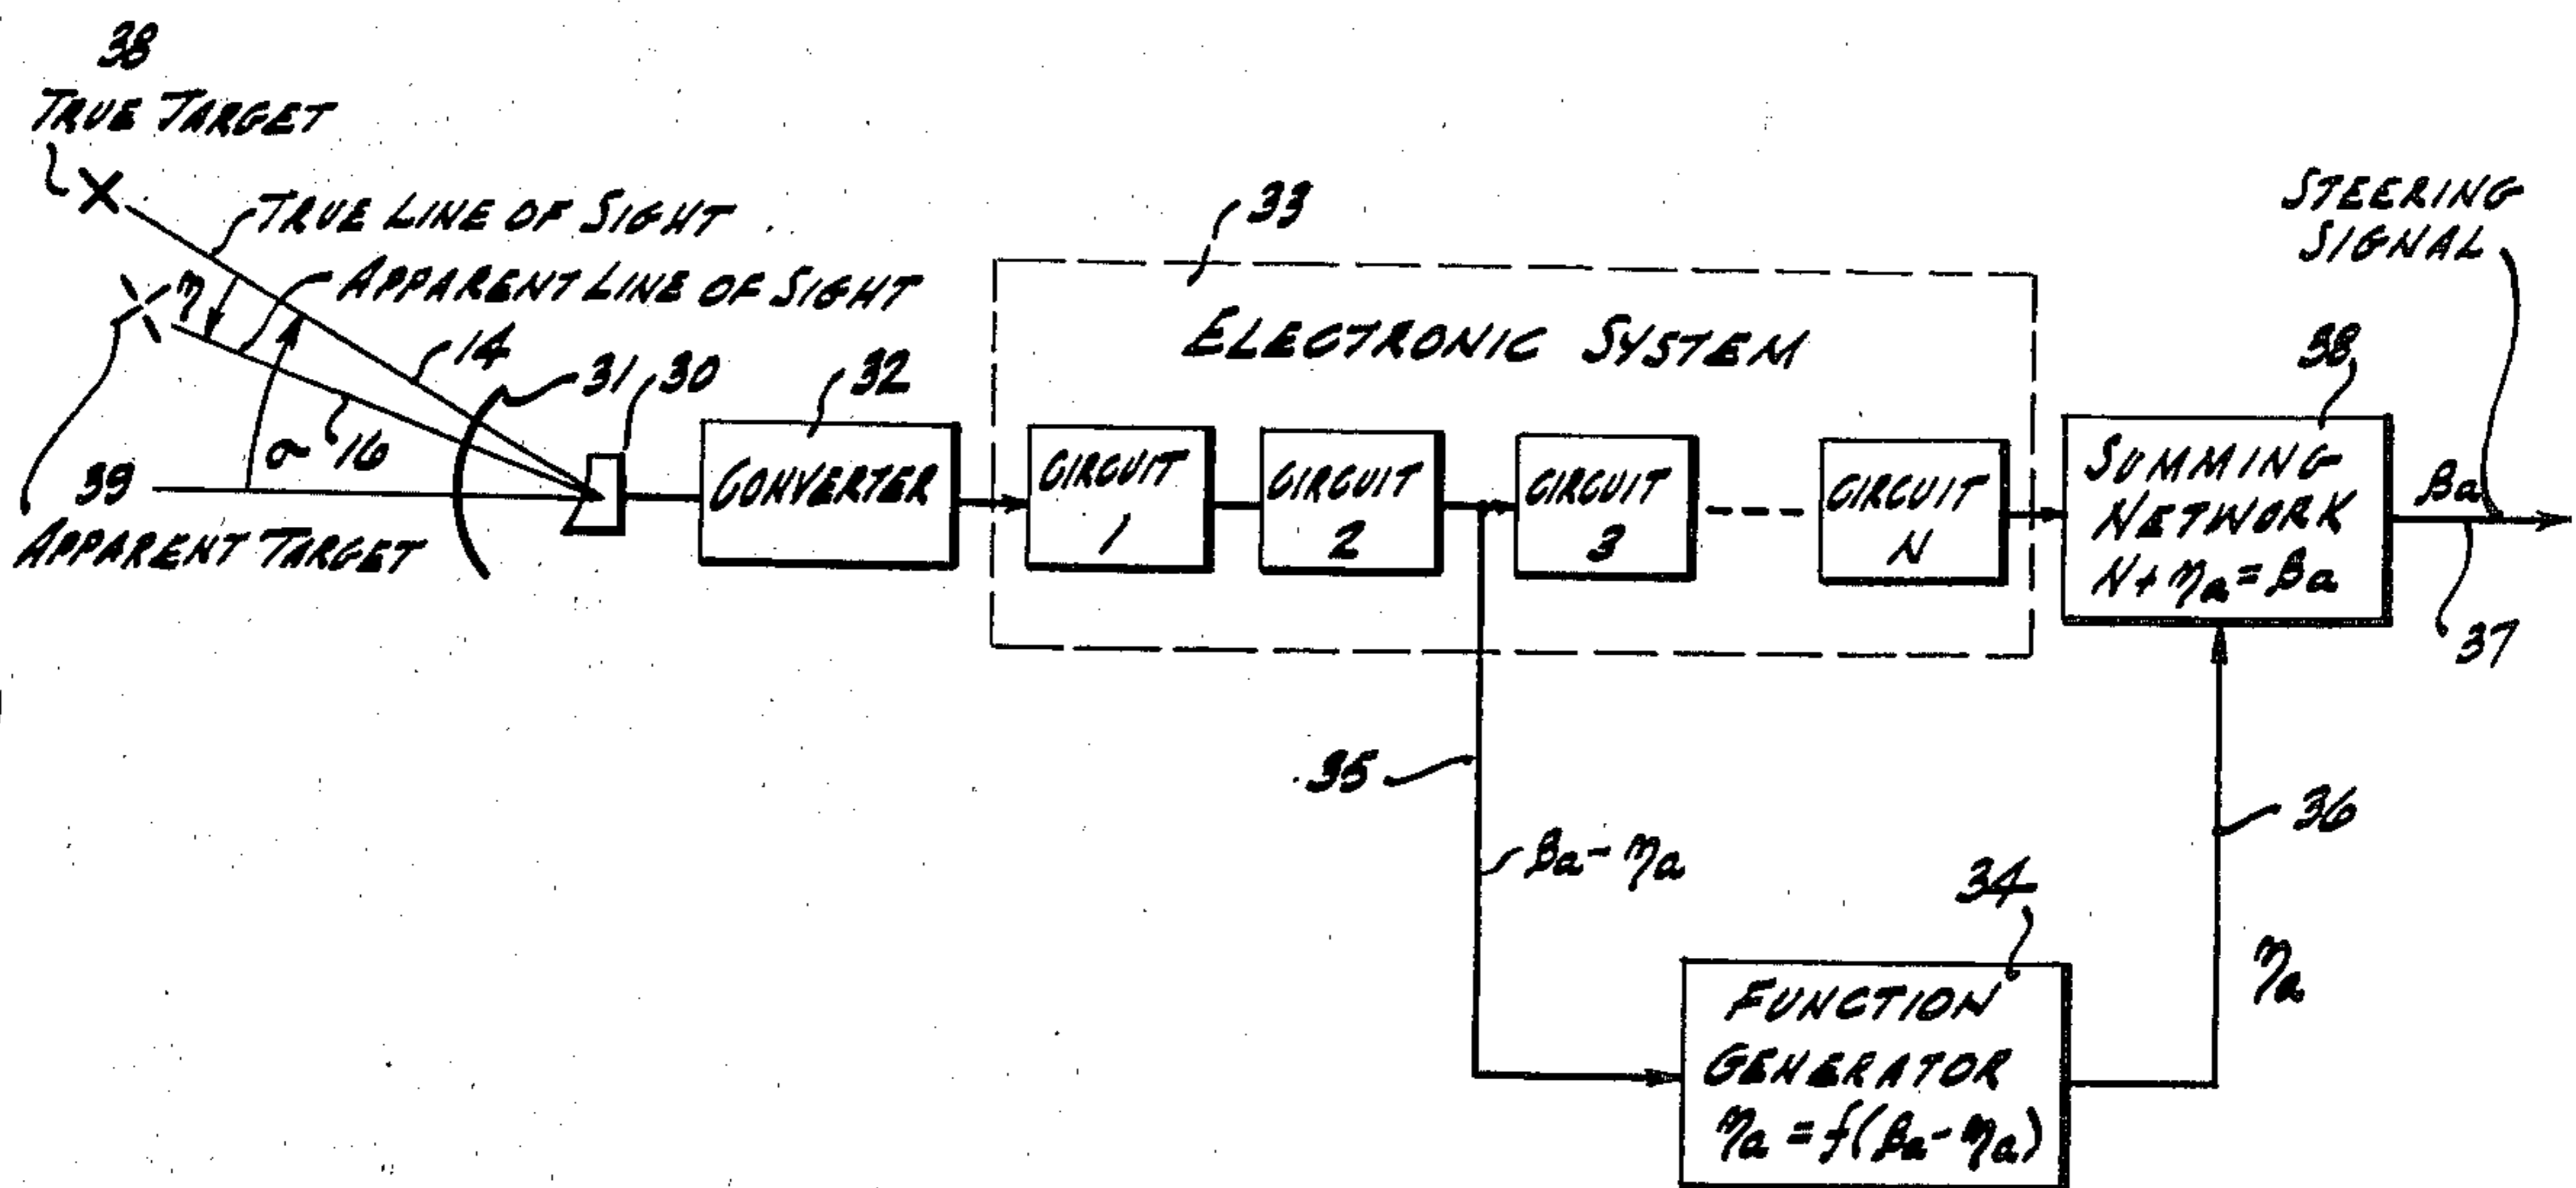 38
TRUE TARGET
TRUE LINE OF SIGHT
η
APPARENT LINE OF SIGHT
14
31
30
σ
16
39
APPARENT TARGET
32
CONVERTER
33
ELECTRONIC SYSTEM
CIRCUIT
1
CIRCUIT
2
CIRCUIT
3
CIRCUIT
N
STEERING
SIGNAL
38
SUMMING
NETWORK
N+ηa=βa
βa
37
35
βa-ηa
36
ηa
34
FUNCTION
GENERATOR
ηa=f(βa-ηa)